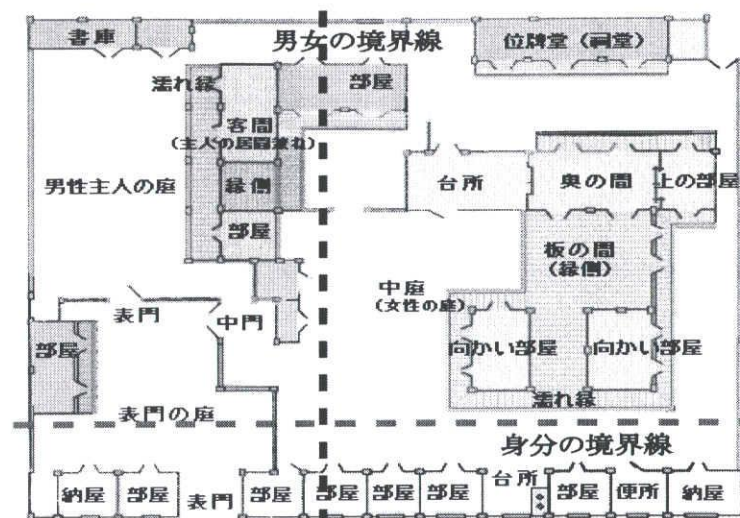 書庫
男女の境界線
位牌堂（祠堂）
濡れ縁
部屋
客間
（主人の居間兼ね）
男性主人の庭
縁側
台所
奥の間
上の部屋
部屋
板の間
（縁側）
中庭
（女性の庭）
表門
中門
部屋
向かい部屋
向かい部屋
濡れ縁
表門の庭
身分の境界線
納屋
部屋
表門
部屋
部屋
部屋
部屋
台所
部屋
便所
納屋